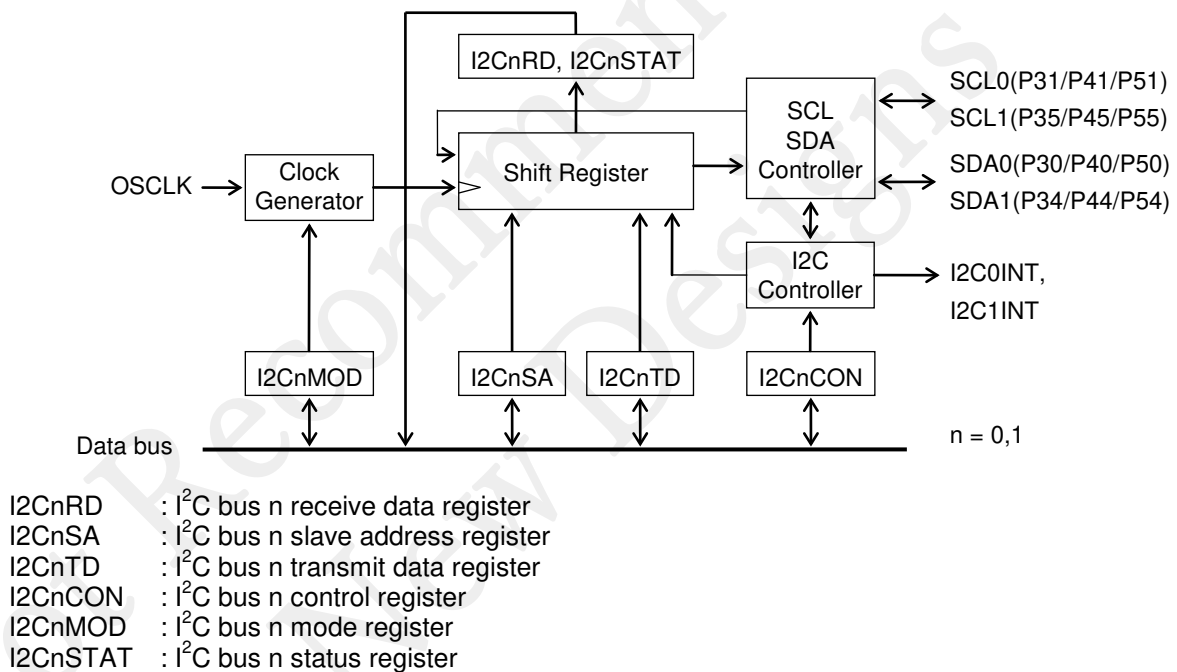 I2CnRD, I2CnSTAT
SCL0(P31/P41/P51)
SCL1(P35/P45/P55)
SCL
SDA
Controller
Shift Register
SDA0(P30/P40/P50)
SDA1(P34/P44/P54)
OSCLK
Clock
Generator
I2C
Controller
I2C0INT,
I2C1INT
I2CnMOD
I2CnSA
I2CnTD
I2CnCON
Data bus
n = 0,1
I2CnRD : I²C bus n receive data register
I2CnSA : I²C bus n slave address register
I2CnTD : I²C bus n transmit data register
I2CnCON : I²C bus n control register
I2CnMOD : I²C bus n mode register
I2CnSTAT : I²C bus n status register